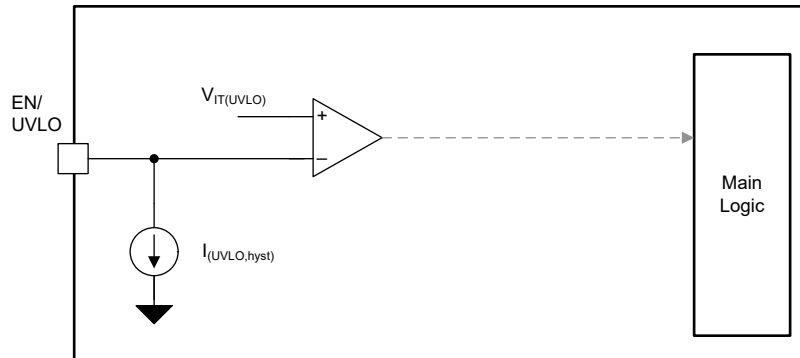 EN/
UVLO
V_IT(UVLO)
+
–
I_(UVLO,hyst)
Main
Logic